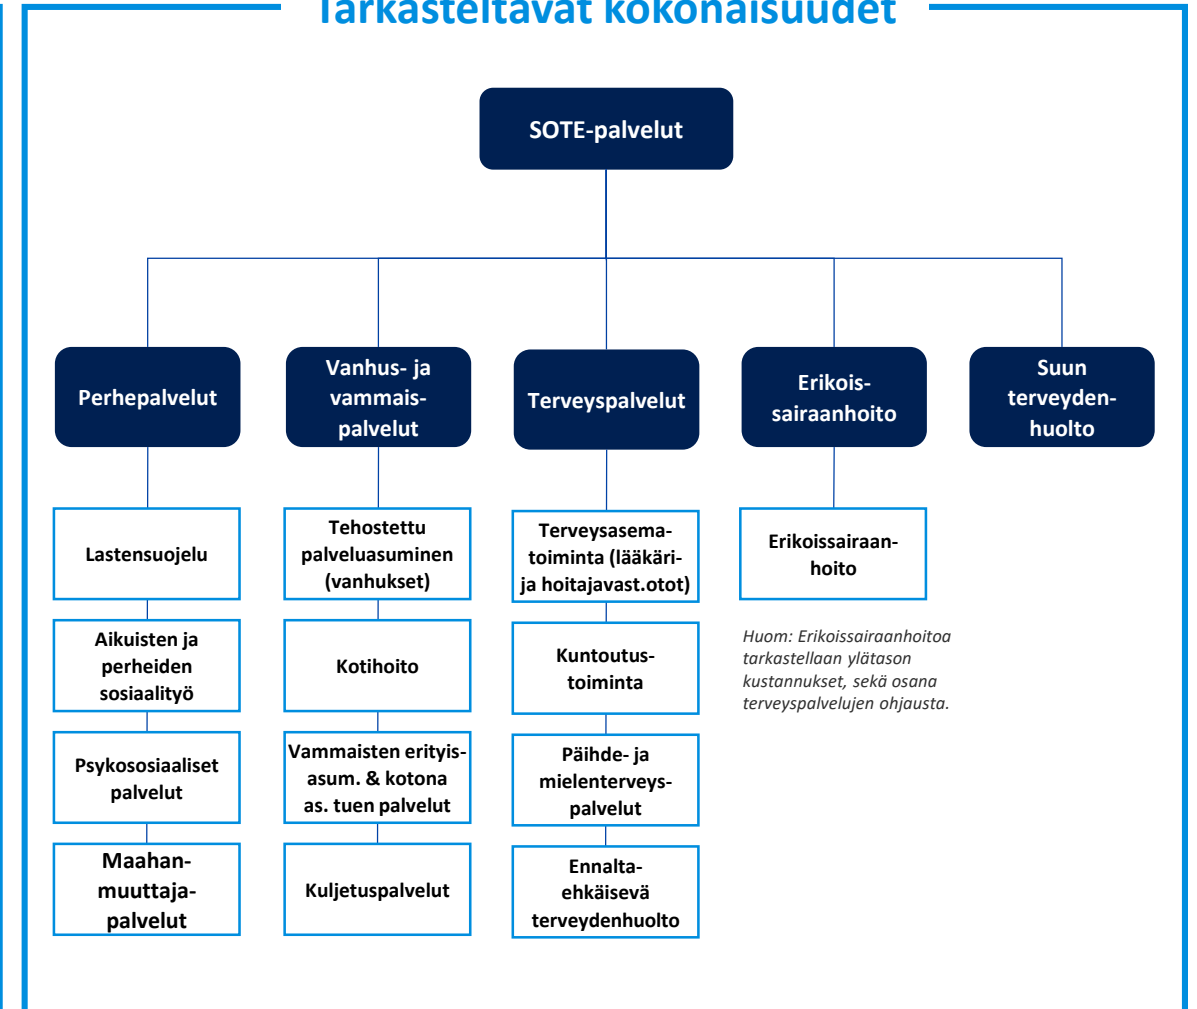 Tarkasteltavat kokonaisuudet
SOTE-palvelut
Perhepalvelut
Vanhus- ja
vammais-
palvelut
Terveyspalvelut
Erikois-
sairaanhoito
Suun
terveyden-
huolto
Lastensuojelu
Aikuisten ja
perheiden
sosiaalityö
Psykososiaaliset
palvelut
Maahan-
muuttaja-
palvelut
Tehostettu
palveluasuminen
(vanhukset)
Kotihoito
Vammaisten erityis-
asum. & kotona
as. tuen palvelut
Kuljetuspalvelut
Terveysasema-
toiminta (lääkäri-
ja hoitajavast.otot)
Kuntoutus-
toiminta
Päihde- ja
mielenterveys-
palvelut
Ennalta-
ehkäisevä
terveydenhuolto
Erikoissairaan-
hoito
Huom: Erikoissairaanhoitoa
tarkastellaan ylätason
kustannukset, sekä osana
terveyspalvelujen ohjausta.